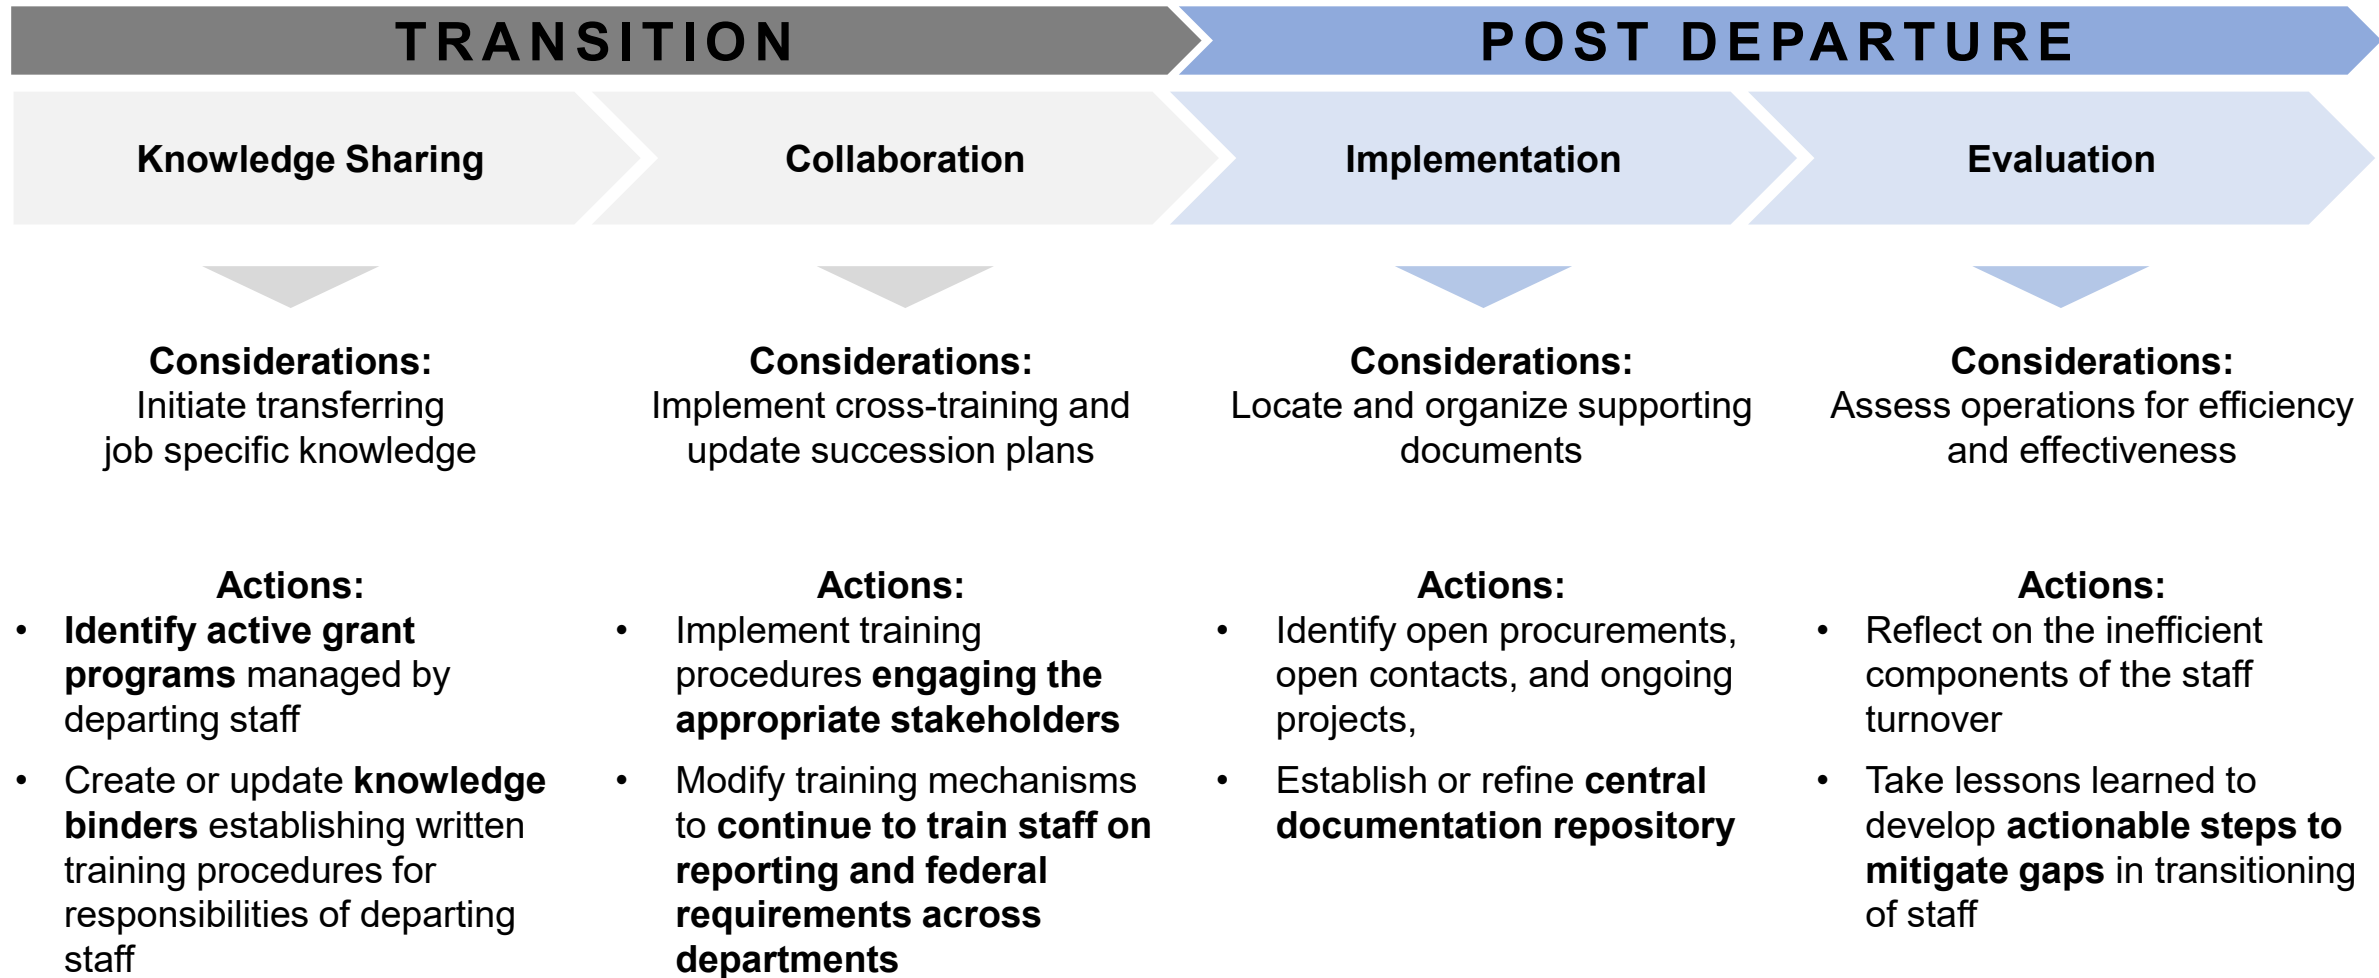 TRANSITION
POST DEPARTURE
Knowledge Sharing
Collaboration
Implementation
Evaluation
Considerations:
Initiate transferring
job specific knowledge
Considerations:
Implement cross-training and
update succession plans
Considerations:
Locate and organize supporting
documents
Considerations:
Assess operations for efficiency
and effectiveness
Actions:
• Identify active grant
programs managed by
departing staff
• Create or update knowledge
binders establishing written
training procedures for
responsibilities of departing
staff
Actions:
• Implement training
procedures engaging the
appropriate stakeholders
• Modify training mechanisms
to continue to train staff on
reporting and federal
requirements across
departments
Actions:
• Identify open procurements,
open contacts, and ongoing
projects,
• Establish or refine central
documentation repository
Actions:
• Reflect on the inefficient
components of the staff
turnover
• Take lessons learned to
develop actionable steps to
mitigate gaps in transitioning
of staff